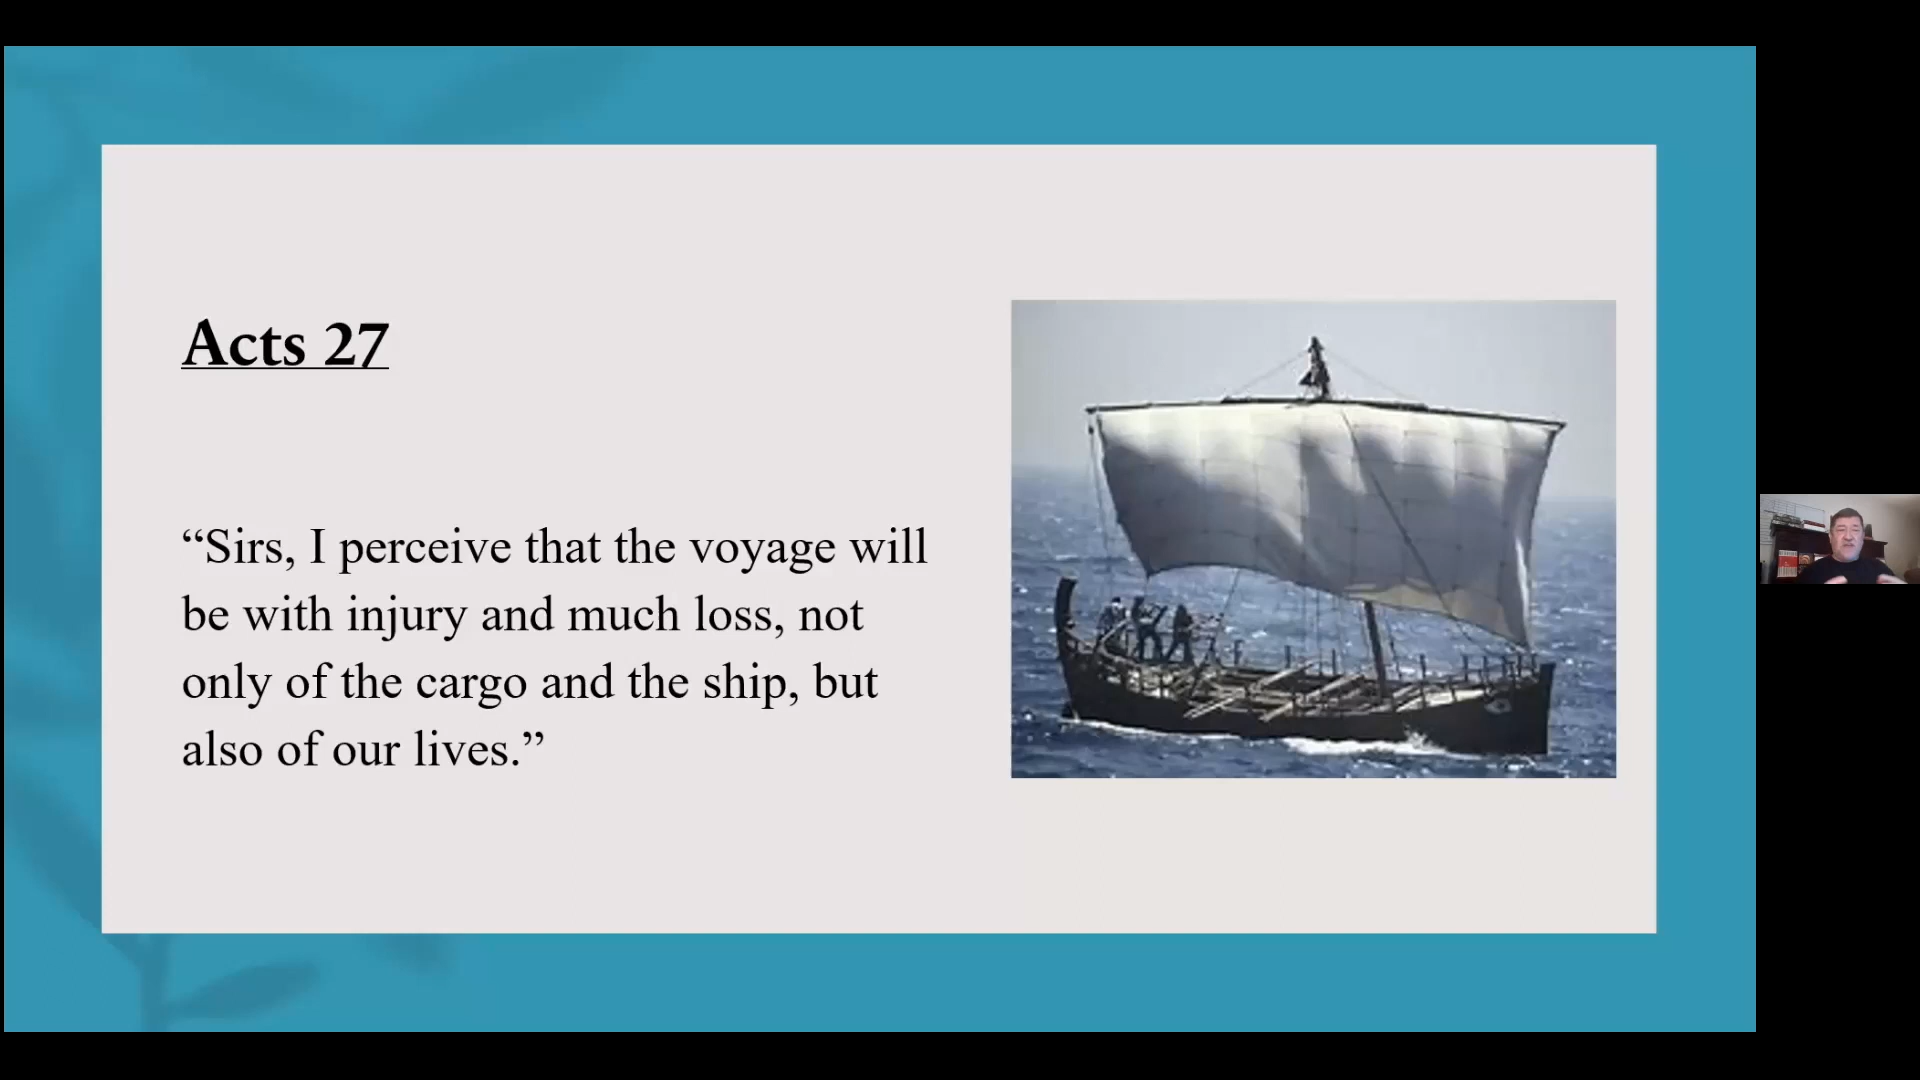 Acts 27
“Sirs, I perceive that the voyage will
be with injury and much loss, not
only of the cargo and the ship, but
also of our lives.”